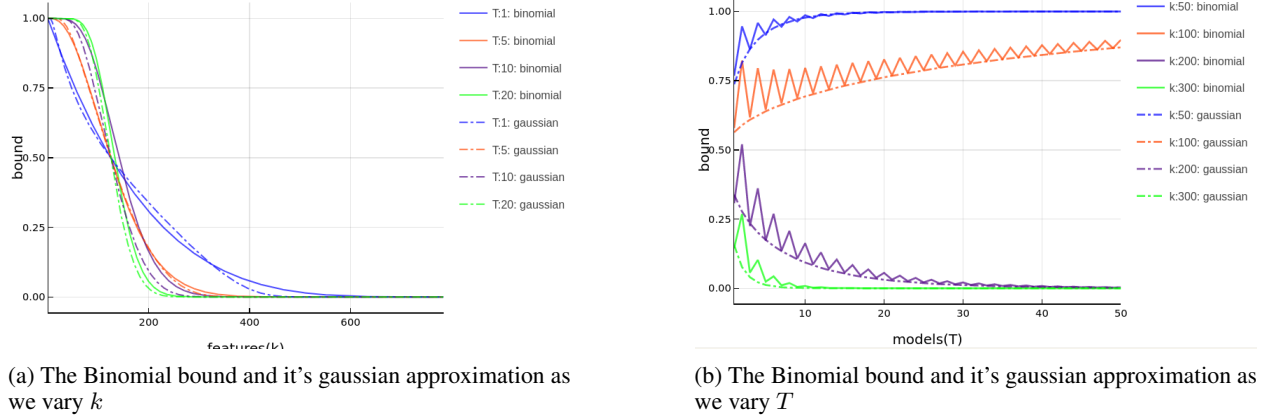 1.00
0.75
0.50
0.25
0.00
bound
200
400
600
features(k)
T:1: binomial
T:5: binomial
T:10: binomial
T:20: binomial
T:1: gaussian
T:5: gaussian
T:10: gaussian
T:20: gaussian
(a) The Binomial bound and it's gaussian approximation as
we vary k
1.00
0.75
0.50
0.25
0.00
bound
10
20
30
40
50
models(T)
k:50: binomial
k:100: binomial
k:200: binomial
k:300: binomial
k:50: gaussian
k:100: gaussian
k:200: gaussian
k:300: gaussian
(b) The Binomial bound and it's gaussian approximation as
we vary T